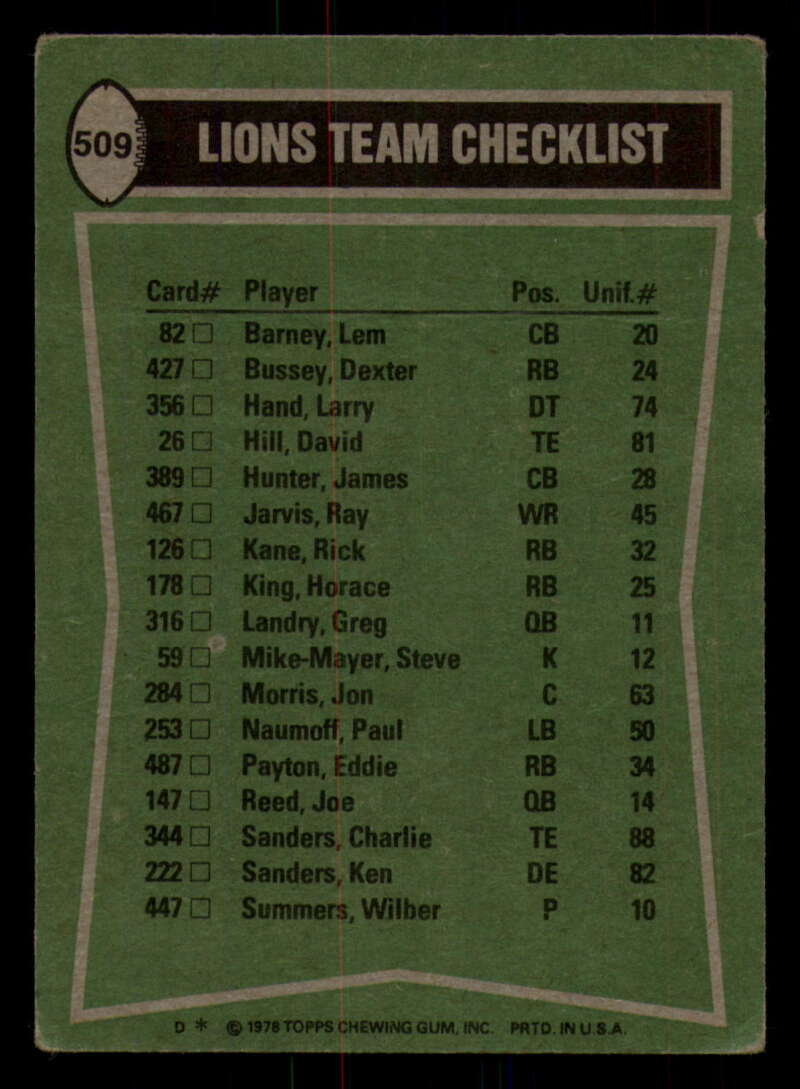 509
LIONS TEAM CHECKLIST
Card# Player Pos. Unif.#
82 □ Barney, Lem CB 20
427 □ Bussey, Dexter RB 24
356 □ Hand, Larry DT 74
26 □ Hill, David TE 81
389 □ Hunter, James CB 28
467 □ Jarvis, Ray WR 45
126 □ Kane, Rick RB 32
178 □ King, Horace RB 25
316 □ Landry, Greg QB 11
59 □ Mike-Mayer, Steve K 12
284 □ Morris, Jon C 63
253 □ Naumoff, Paul LB 50
487 □ Payton, Eddie RB 34
147 □ Reed, Joe QB 14
344 □ Sanders, Charlie TE 88
222 □ Sanders, Ken DE 82
447 □ Summers, Wilber P 10
D * © 1978 TOPPS CHEWING GUM, INC. PRTD. IN U.S.A.